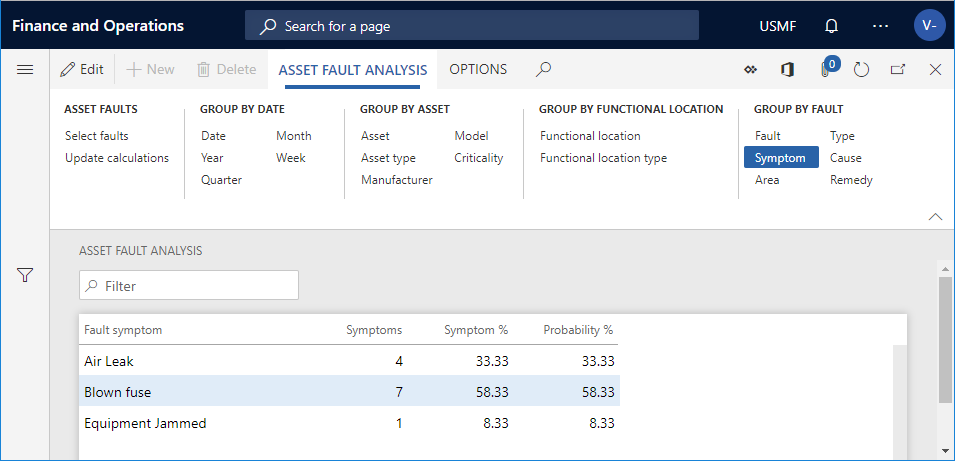 Finance and Operations
Search for a page
USMF
V-
Edit
New
Delete
ASSET FAULT ANALYSIS
OPTIONS
0
ASSET FAULTS
Select faults
Update calculations
GROUP BY DATE
Date Month
Year Week
Quarter
GROUP BY ASSET
Asset Model
Asset type Criticality
Manufacturer
GROUP BY FUNCTIONAL LOCATION
Functional location
Functional location type
GROUP BY FAULT
Fault Type
Symptom Cause
Area Remedy
ASSET FAULT ANALYSIS
Filter
Fault symptom Symptoms Symptom % Probability %
Air Leak 4 33.33 33.33
Blown fuse 7 58.33 58.33
Equipment Jammed 1 8.33 8.33